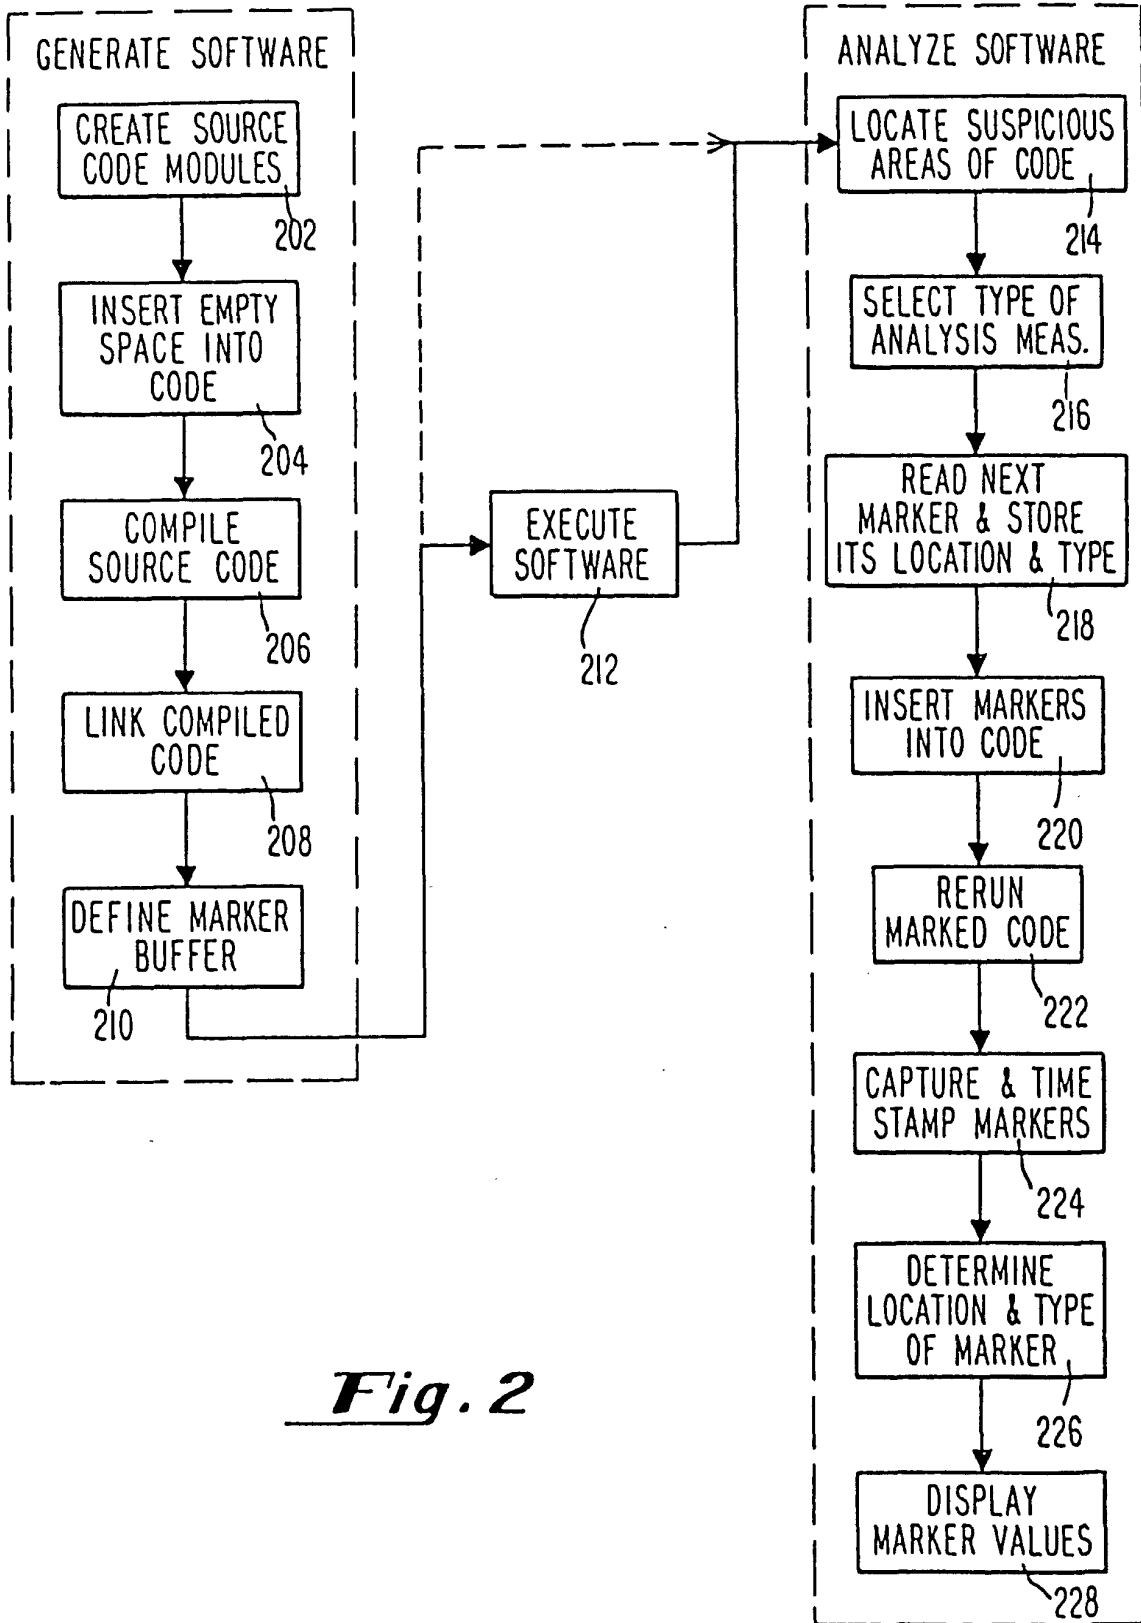 GENERATE SOFTWARE
CREATE SOURCE
CODE MODULES
202
INSERT EMPTY
SPACE INTO
CODE
204
COMPILE
SOURCE CODE
206
LINK COMPILED
CODE
208
DEFINE MARKER
BUFFER
210
EXECUTE
SOFTWARE
212
ANALYZE SOFTWARE
LOCATE SUSPICIOUS
AREAS OF CODE
214
SELECT TYPE OF
ANALYSIS MEAS.
216
READ NEXT
MARKER & STORE
ITS LOCATION & TYPE
218
INSERT MARKERS
INTO CODE
220
RERUN
MARKED CODE
222
CAPTURE & TIME
STAMP MARKERS
224
DETERMINE
LOCATION & TYPE
OF MARKER
226
DISPLAY
MARKER VALUES
228
Fig. 2